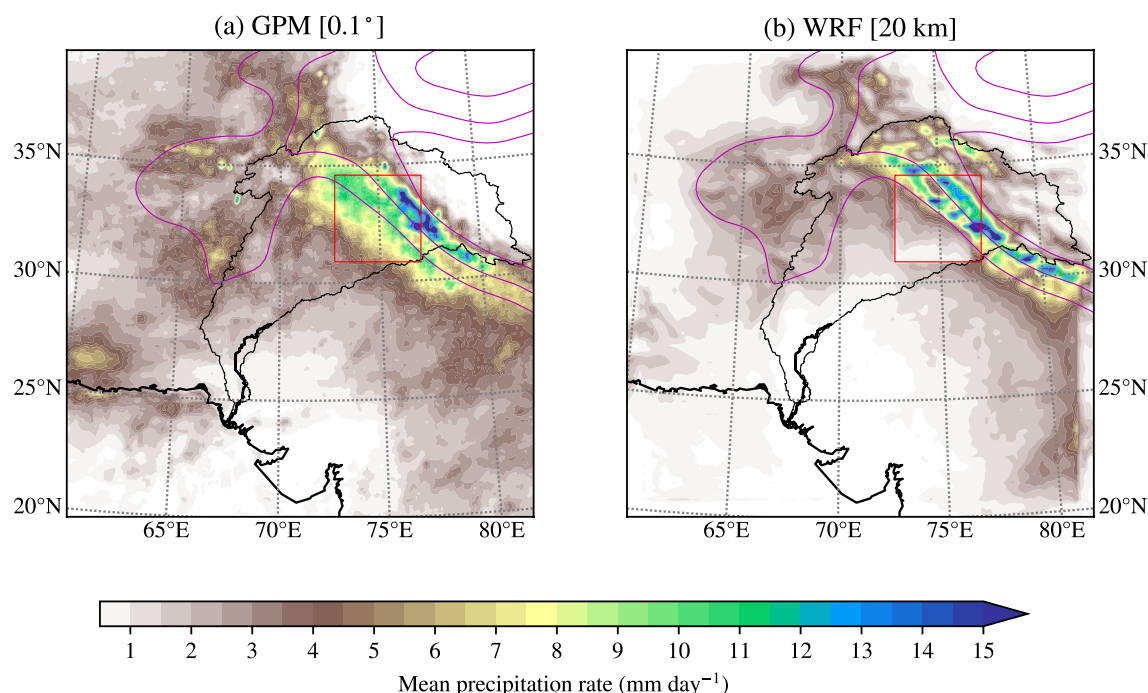 (a) GPM [0.1°]
(b) WRF [20 km]
35°N
30°N
25°N
20°N
35°N
30°N
25°N
20°N
65°E 70°E 75°E 80°E
65°E 70°E 75°E 80°E
1 2 3 4 5 6 7 8 9 10 11 12 13 14 15
Mean precipitation rate (mm day⁻¹)